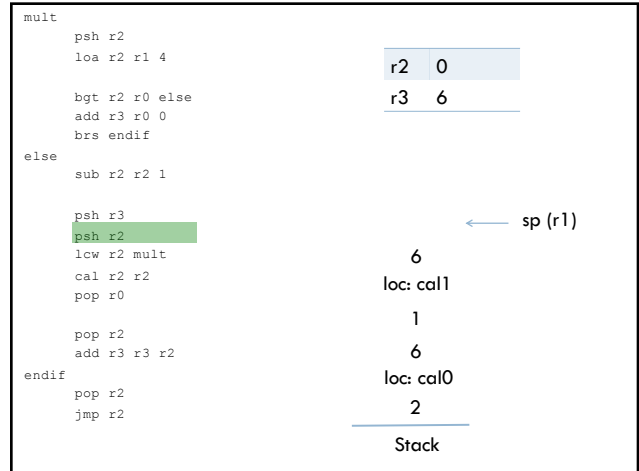 mult
psh r2
loa r2 r1 4
bgt r2 r0 else
add r3 r0 0
brs endif
else
sub r2 r2 1
psh r3
psh r2
lcw r2 mult
cal r2 r2
pop r0
pop r2
add r3 r3 r2
endif
pop r2
jmp r2
r2 0
r3 6
sp (r1)
6
loc: cal1
1
6
loc: cal0
2
Stack